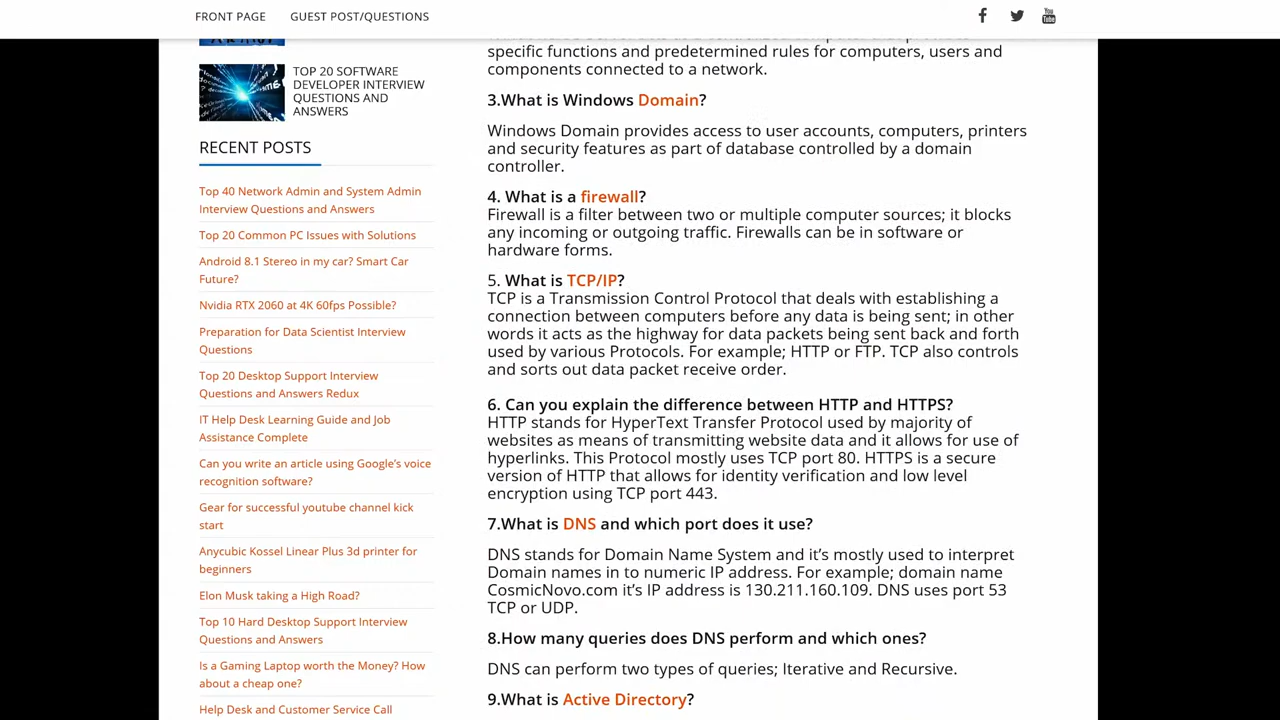 FRONT PAGE GUEST POST/QUESTIONS
TOP 20 SOFTWARE
DEVELOPER INTERVIEW
QUESTIONS AND
ANSWERS
RECENT POSTS
Top 40 Network Admin and System Admin
Interview Questions and Answers
Top 20 Common PC Issues with Solutions
Android 8.1 Stereo in my car? Smart Car
Future?
Nvidia RTX 2060 at 4K 60fps Possible?
Preparation for Data Scientist Interview
Questions
Top 20 Desktop Support Interview
Questions and Answers Redux
IT Help Desk Learning Guide and Job
Assistance Complete
Can you write an article using Google's voice
recognition software?
Gear for successful youtube channel kick
start
Anycubic Kossel Linear Plus 3d printer for
beginners
Elon Musk taking a High Road?
Top 10 Hard Desktop Support Interview
Questions and Answers
Is a Gaming Laptop worth the Money? How
about a cheap one?
Help Desk and Customer Service Call
specific functions and predetermined rules for computers, users and
components connected to a network.
3.What is Windows Domain?
Windows Domain provides access to user accounts, computers, printers
and security features as part of database controlled by a domain
controller.
4. What is a firewall?
Firewall is a filter between two or multiple computer sources; it blocks
any incoming or outgoing traffic. Firewalls can be in software or
hardware forms.
5. What is TCP/IP?
TCP is a Transmission Control Protocol that deals with establishing a
connection between computers before any data is being sent; in other
words it acts as the highway for data packets being sent back and forth
used by various Protocols. For example; HTTP or FTP. TCP also controls
and sorts out data packet receive order.
6. Can you explain the difference between HTTP and HTTPS?
HTTP stands for HyperText Transfer Protocol used by majority of
websites as means of transmitting website data and it allows for use of
hyperlinks. This Protocol mostly uses TCP port 80. HTTPS is a secure
version of HTTP that allows for identity verification and low level
encryption using TCP port 443.
7.What is DNS and which port does it use?
DNS stands for Domain Name System and it's mostly used to interpret
Domain names in to numeric IP address. For example; domain name
CosmicNovo.com it's IP address is 130.211.160.109. DNS uses port 53
TCP or UDP.
8.How many queries does DNS perform and which ones?
DNS can perform two types of queries; Iterative and Recursive.
9.What is Active Directory?